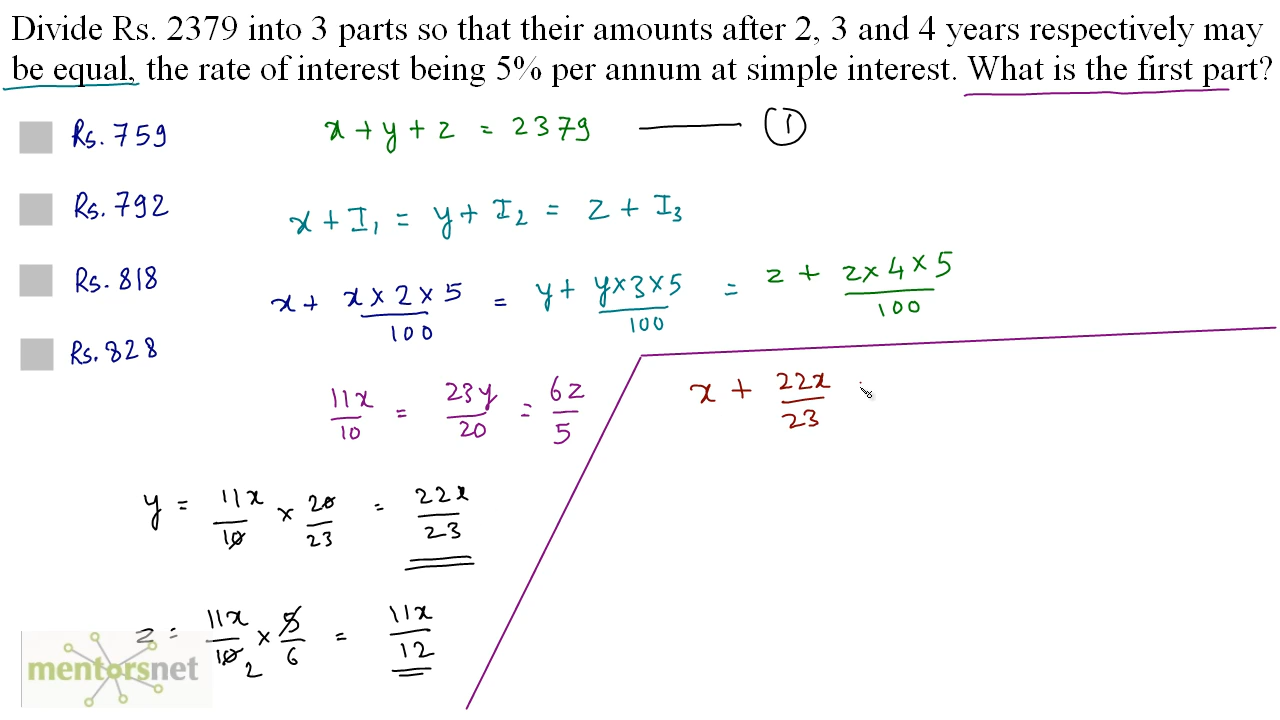 Divide Rs. 2379 into 3 parts so that their amounts after 2, 3 and 4 years respectively may
be equal, the rate of interest being 5% per annum at simple interest. What is the first part?
Rs. 759
x + y + z = 2379 —— ①
Rs. 792
x + I₁ = y + I₂ = z + I₃
Rs. 818
x + x × 2 × 5 / 100 = y + y × 3 × 5 / 100 = z + z × 4 × 5 / 100
Rs. 828
11x / 10 = 23y / 20 = 6z / 5
x + 22x / 23
y = 11x / 10 × 20 / 23 = 22x / 23
z = 11x / 10 2 × 5 / 6 = 11x / 12
mentorsnet